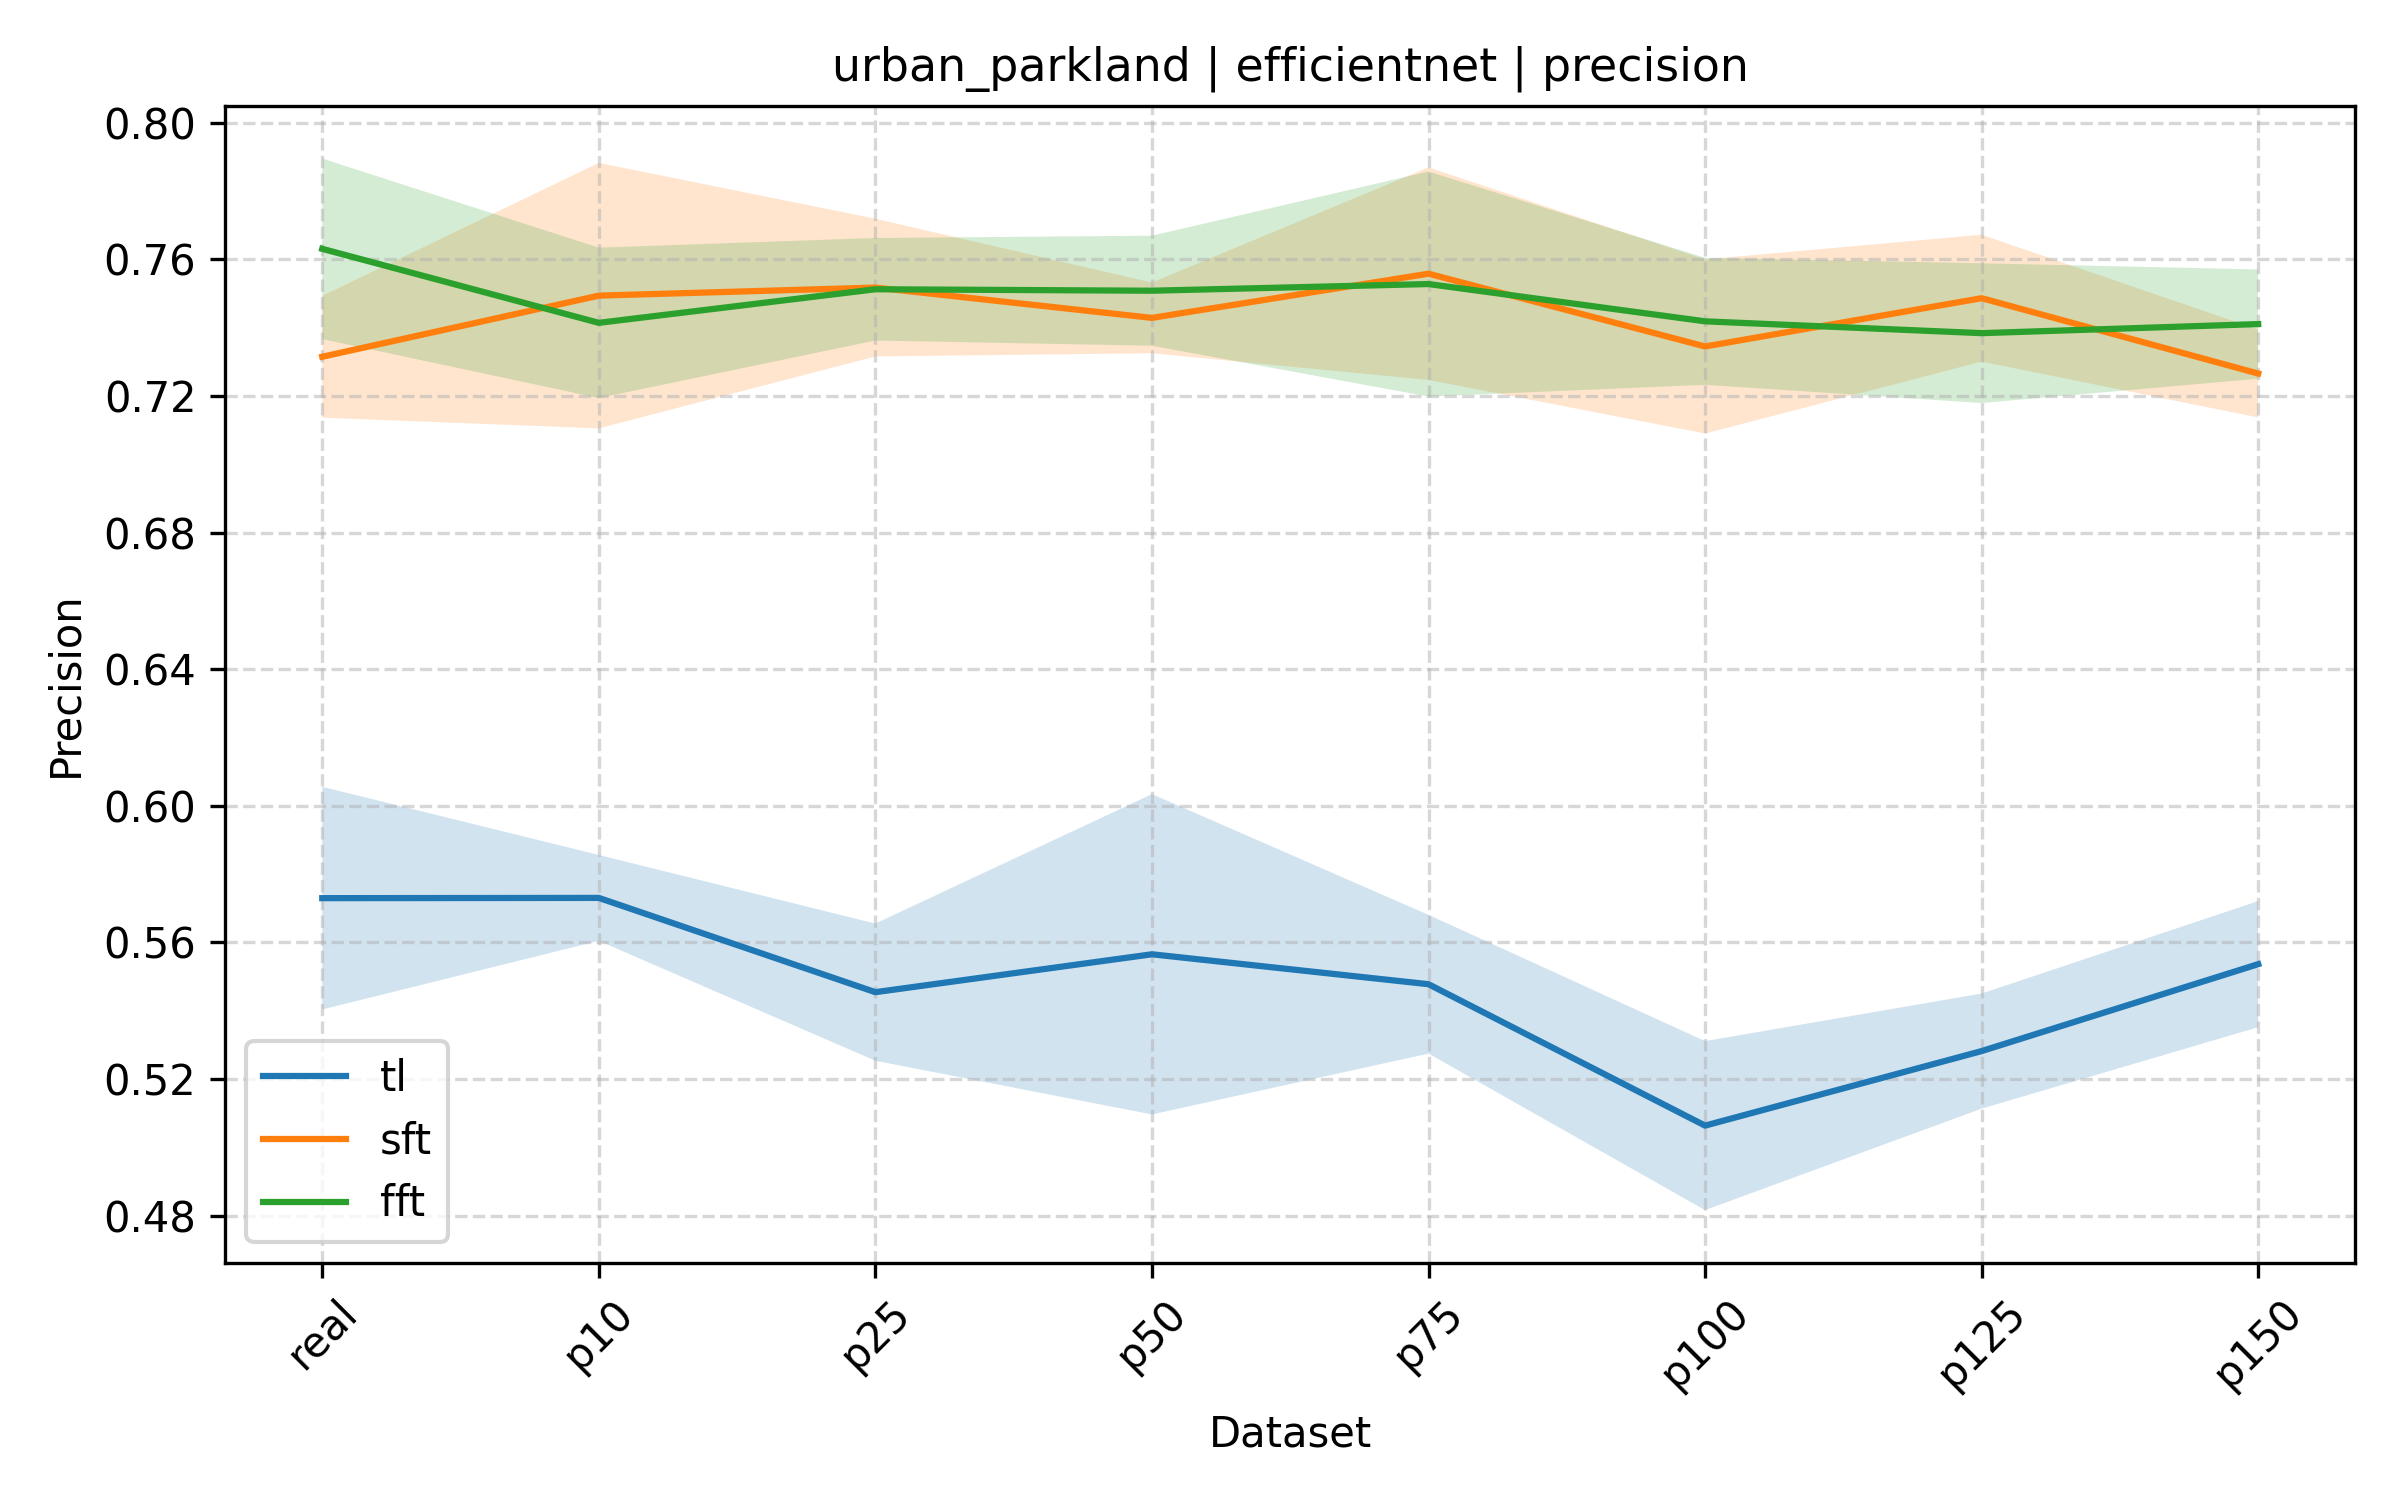 urban_parkland | efficientnet | precision
0.80
0.76
0.72
0.68
0.64
0.60
0.56
0.52
0.48
Precision
tl
sft
fft
real
p10
p25
p50
p75
p100
p125
p150
Dataset